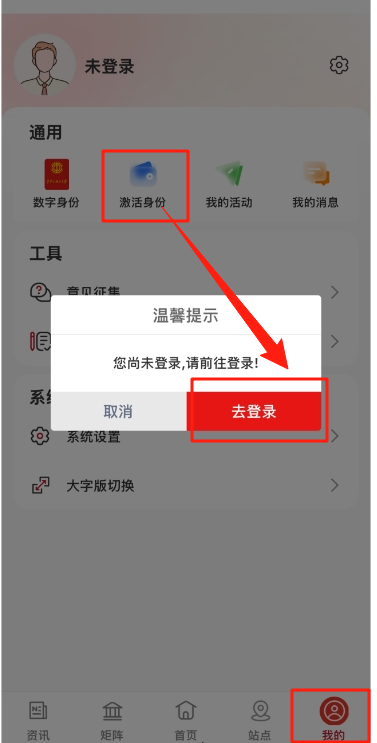 未登录
通用
数字身份
激活身份
我的活动
我的消息
工具
意见征集
温馨提示
您尚未登录,请前往登录!
取消
去登录
系统设置
大字版切换
资讯
矩阵
首页
站点
我的